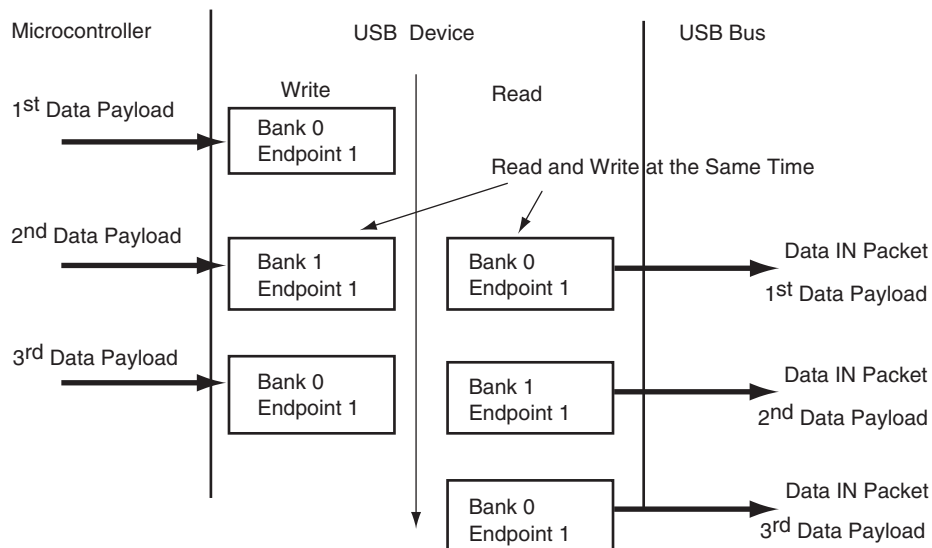 Microcontroller
USB Device
USB Bus
Write
Read
1st Data Payload
Bank 0
Endpoint 1
Read and Write at the Same Time
2nd Data Payload
Bank 1
Endpoint 1
Bank 0
Endpoint 1
Data IN Packet
1st Data Payload
3rd Data Payload
Bank 0
Endpoint 1
Bank 1
Endpoint 1
Data IN Packet
2nd Data Payload
Bank 0
Endpoint 1
Data IN Packet
3rd Data Payload